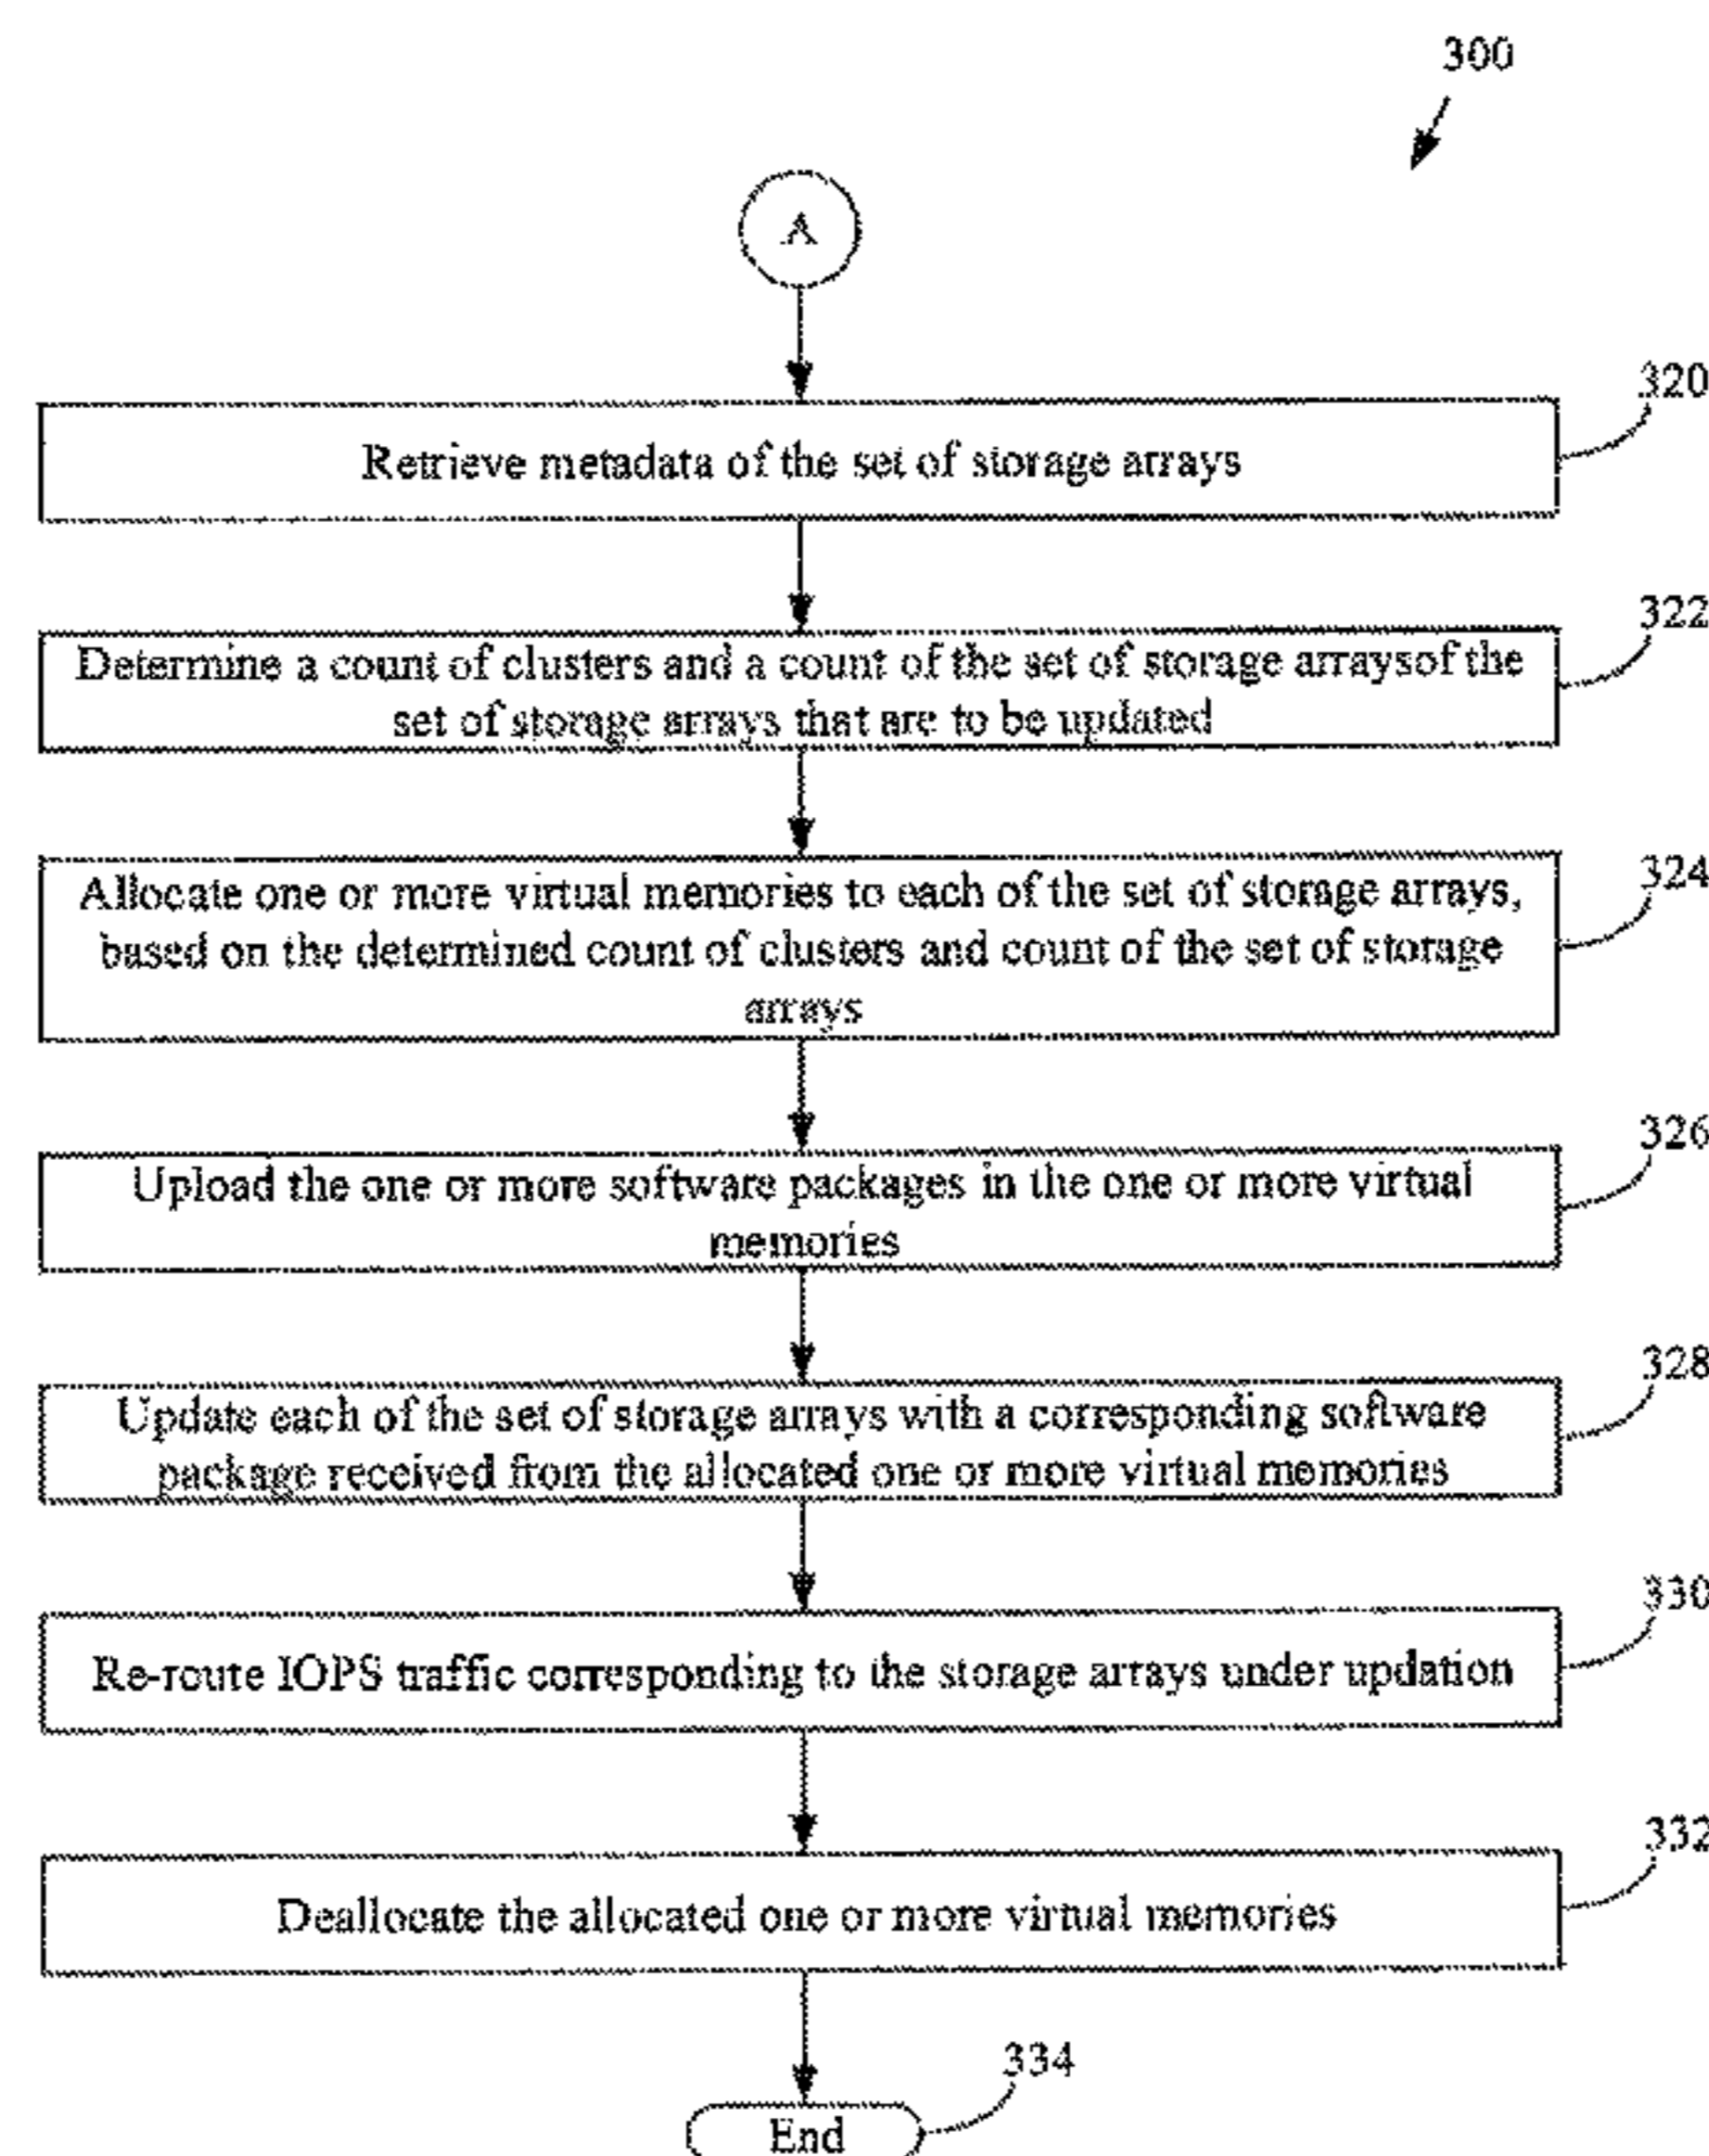 300
A
320
Retrieve metadata of the set of storage arrays
322
Determine a count of clusters and a count of the set of storage arraysof the
set of storage arrays that are to be updated
324
Allocate one or more virtual memories to each of the set of storage arrays,
based on the determined count of clusters and count of the set of storage
arrays
326
Upload the one or more software packages in the one or more virtual
memories
328
Update each of the set of storage arrays with a corresponding software
package received from the allocated one or more virtual memories
330
Re-route IOPS traffic corresponding to the storage arrays under updation
332
Deallocate the allocated one or more virtual memories
334
End